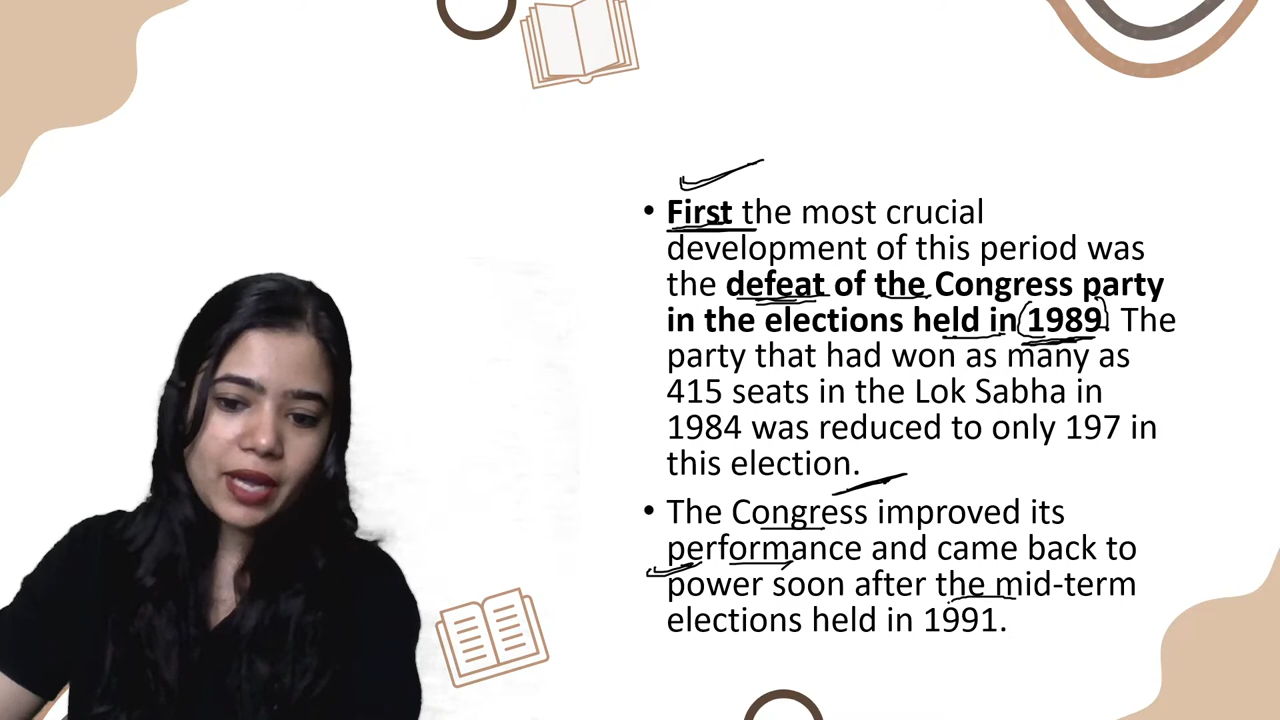 • First the most crucial
development of this period was
the defeat of the Congress party
in the elections held in 1989. The
party that had won as many as
415 seats in the Lok Sabha in
1984 was reduced to only 197 in
this election.
• The Congress improved its
performance and came back to
power soon after the mid-term
elections held in 1991.